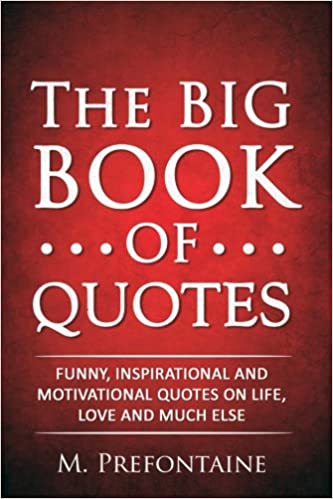 THE BIG
BOOK
...OF...
QUOTES
FUNNY, INSPIRATIONAL AND
MOTIVATIONAL QUOTES ON LIFE,
LOVE AND MUCH ELSE
M. PREFONTAINE